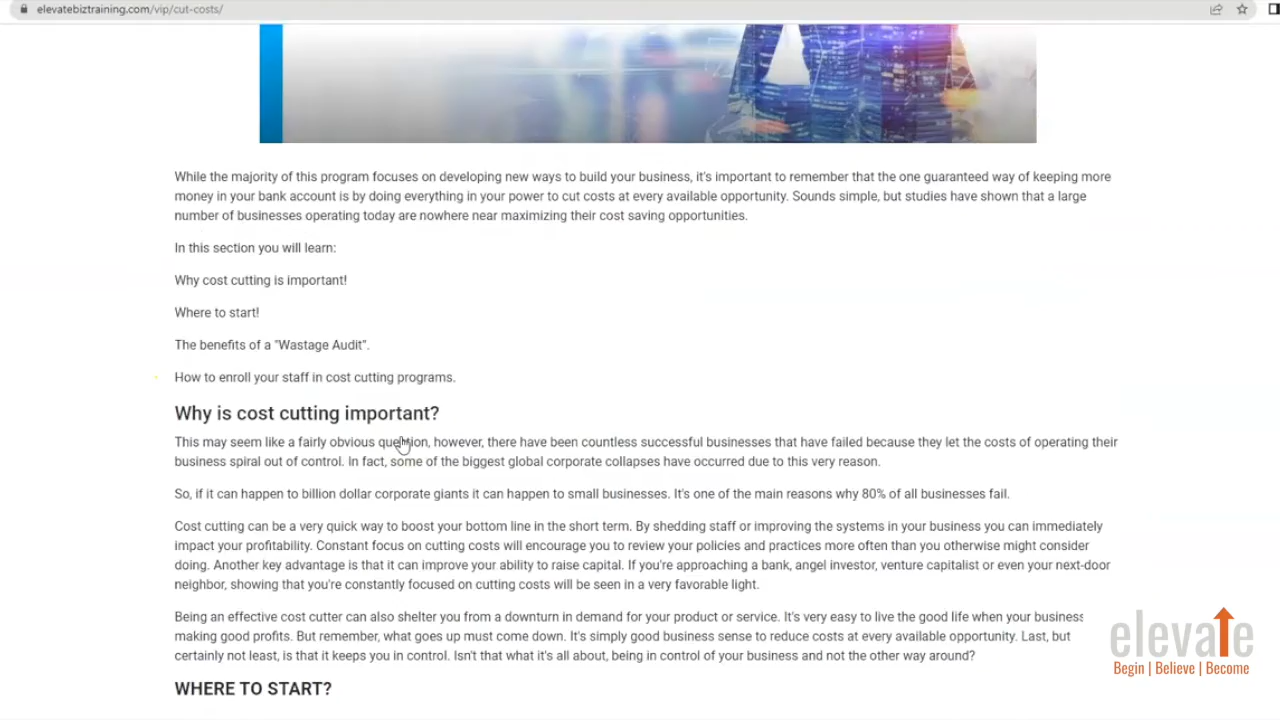 elevatebiztraining.com/vip/cut-costs/
While the majority of this program focuses on developing new ways to build your business, it's important to remember that the one guaranteed way of keeping more
money in your bank account is by doing everything in your power to cut costs at every available opportunity. Sounds simple, but studies have shown that a large
number of businesses operating today are nowhere near maximizing their cost saving opportunities.
In this section you will learn:
Why cost cutting is important!
Where to start!
The benefits of a "Wastage Audit".
How to enroll your staff in cost cutting programs.
Why is cost cutting important?
This may seem like a fairly obvious question, however, there have been countless successful businesses that have failed because they let the costs of operating their
business spiral out of control. In fact, some of the biggest global corporate collapses have occurred due to this very reason.
So, if it can happen to billion dollar corporate giants it can happen to small businesses. It's one of the main reasons why 80% of all businesses fail.
Cost cutting can be a very quick way to boost your bottom line in the short term. By shedding staff or improving the systems in your business you can immediately
impact your profitability. Constant focus on cutting costs will encourage you to review your policies and practices more often than you otherwise might consider
doing. Another key advantage is that it can improve your ability to raise capital. If you're approaching a bank, angel investor, venture capitalist or even your next-door
neighbor, showing that you're constantly focused on cutting costs will be seen in a very favorable light.
Being an effective cost cutter can also shelter you from a downturn in demand for your product or service. It's very easy to live the good life when your business
making good profits. But remember, what goes up must come down. It's simply good business sense to reduce costs at every available opportunity. Last, but
certainly not least, is that it keeps you in control. Isn't that what it's all about, being in control of your business and not the other way around?
elevate
Begin | Believe | Become
WHERE TO START?